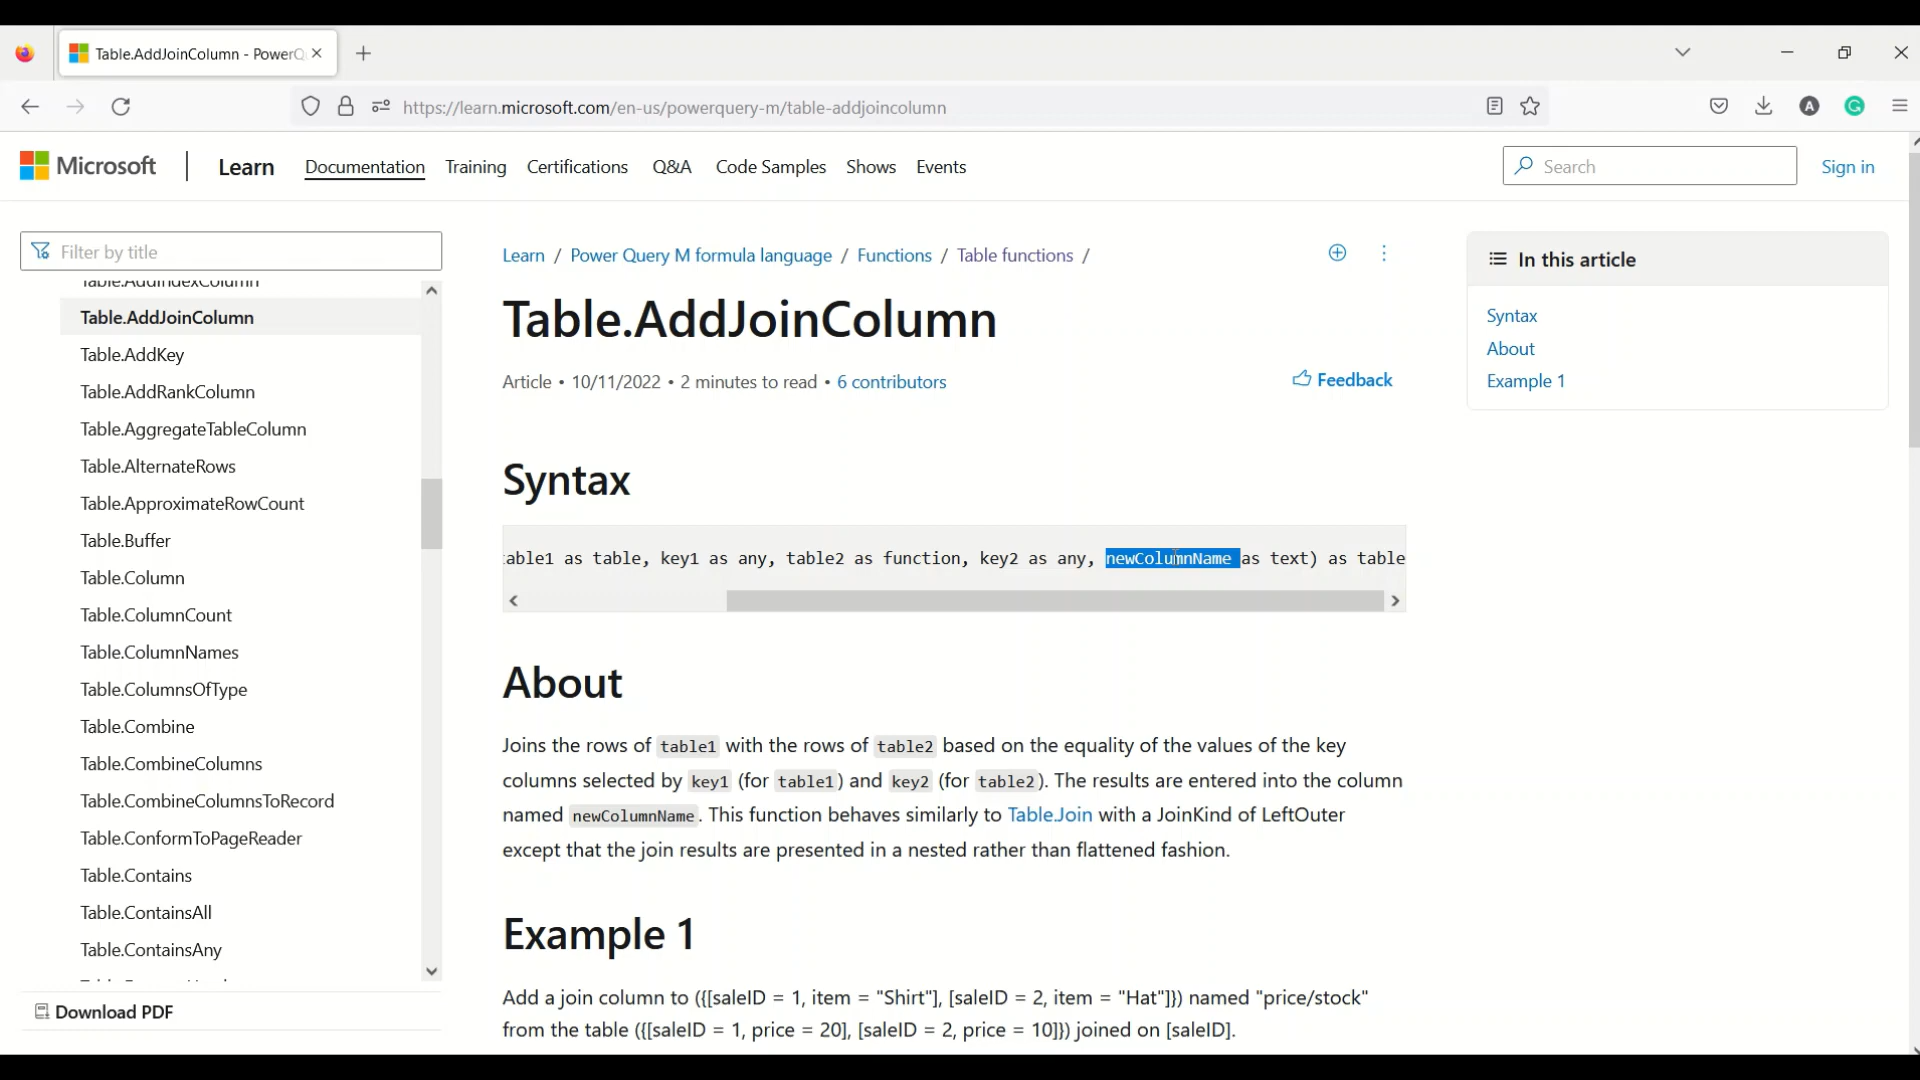 Table.AddJoinColumn - PowerQ
https://learn.microsoft.com/en-us/powerquery-m/table-addjoincolumn
Microsoft Learn Documentation Training Certifications Q&A Code Samples Shows Events Search Sign in
Filter by title
Table.AddIndexColumn
Table.AddJoinColumn
Table.AddKey
Table.AddRankColumn
Table.AggregateTableColumn
Table.AlternateRows
Table.ApproximateRowCount
Table.Buffer
Table.Column
Table.ColumnCount
Table.ColumnNames
Table.ColumnsOfType
Table.Combine
Table.CombineColumns
Table.CombineColumnsToRecord
Table.ConformToPageReader
Table.Contains
Table.ContainsAll
Table.ContainsAny
Download PDF
Learn / Power Query M formula language / Functions / Table functions /
Table.AddJoinColumn
Article • 10/11/2022 • 2 minutes to read • 6 contributors
Feedback
Syntax
able1 as table, key1 as any, table2 as function, key2 as any, newColumnName as text) as table
About
Joins the rows of table1 with the rows of table2 based on the equality of the values of the key
columns selected by key1 (for table1) and key2 (for table2). The results are entered into the column
named newColumnName. This function behaves similarly to Table.Join with a JoinKind of LeftOuter
except that the join results are presented in a nested rather than flattened fashion.
Example 1
Add a join column to ({[saleID = 1, item = "Shirt"], [saleID = 2, item = "Hat"]}) named "price/stock"
from the table ({[saleID = 1, price = 20], [saleID = 2, price = 10]}) joined on [saleID].
In this article
Syntax
About
Example 1